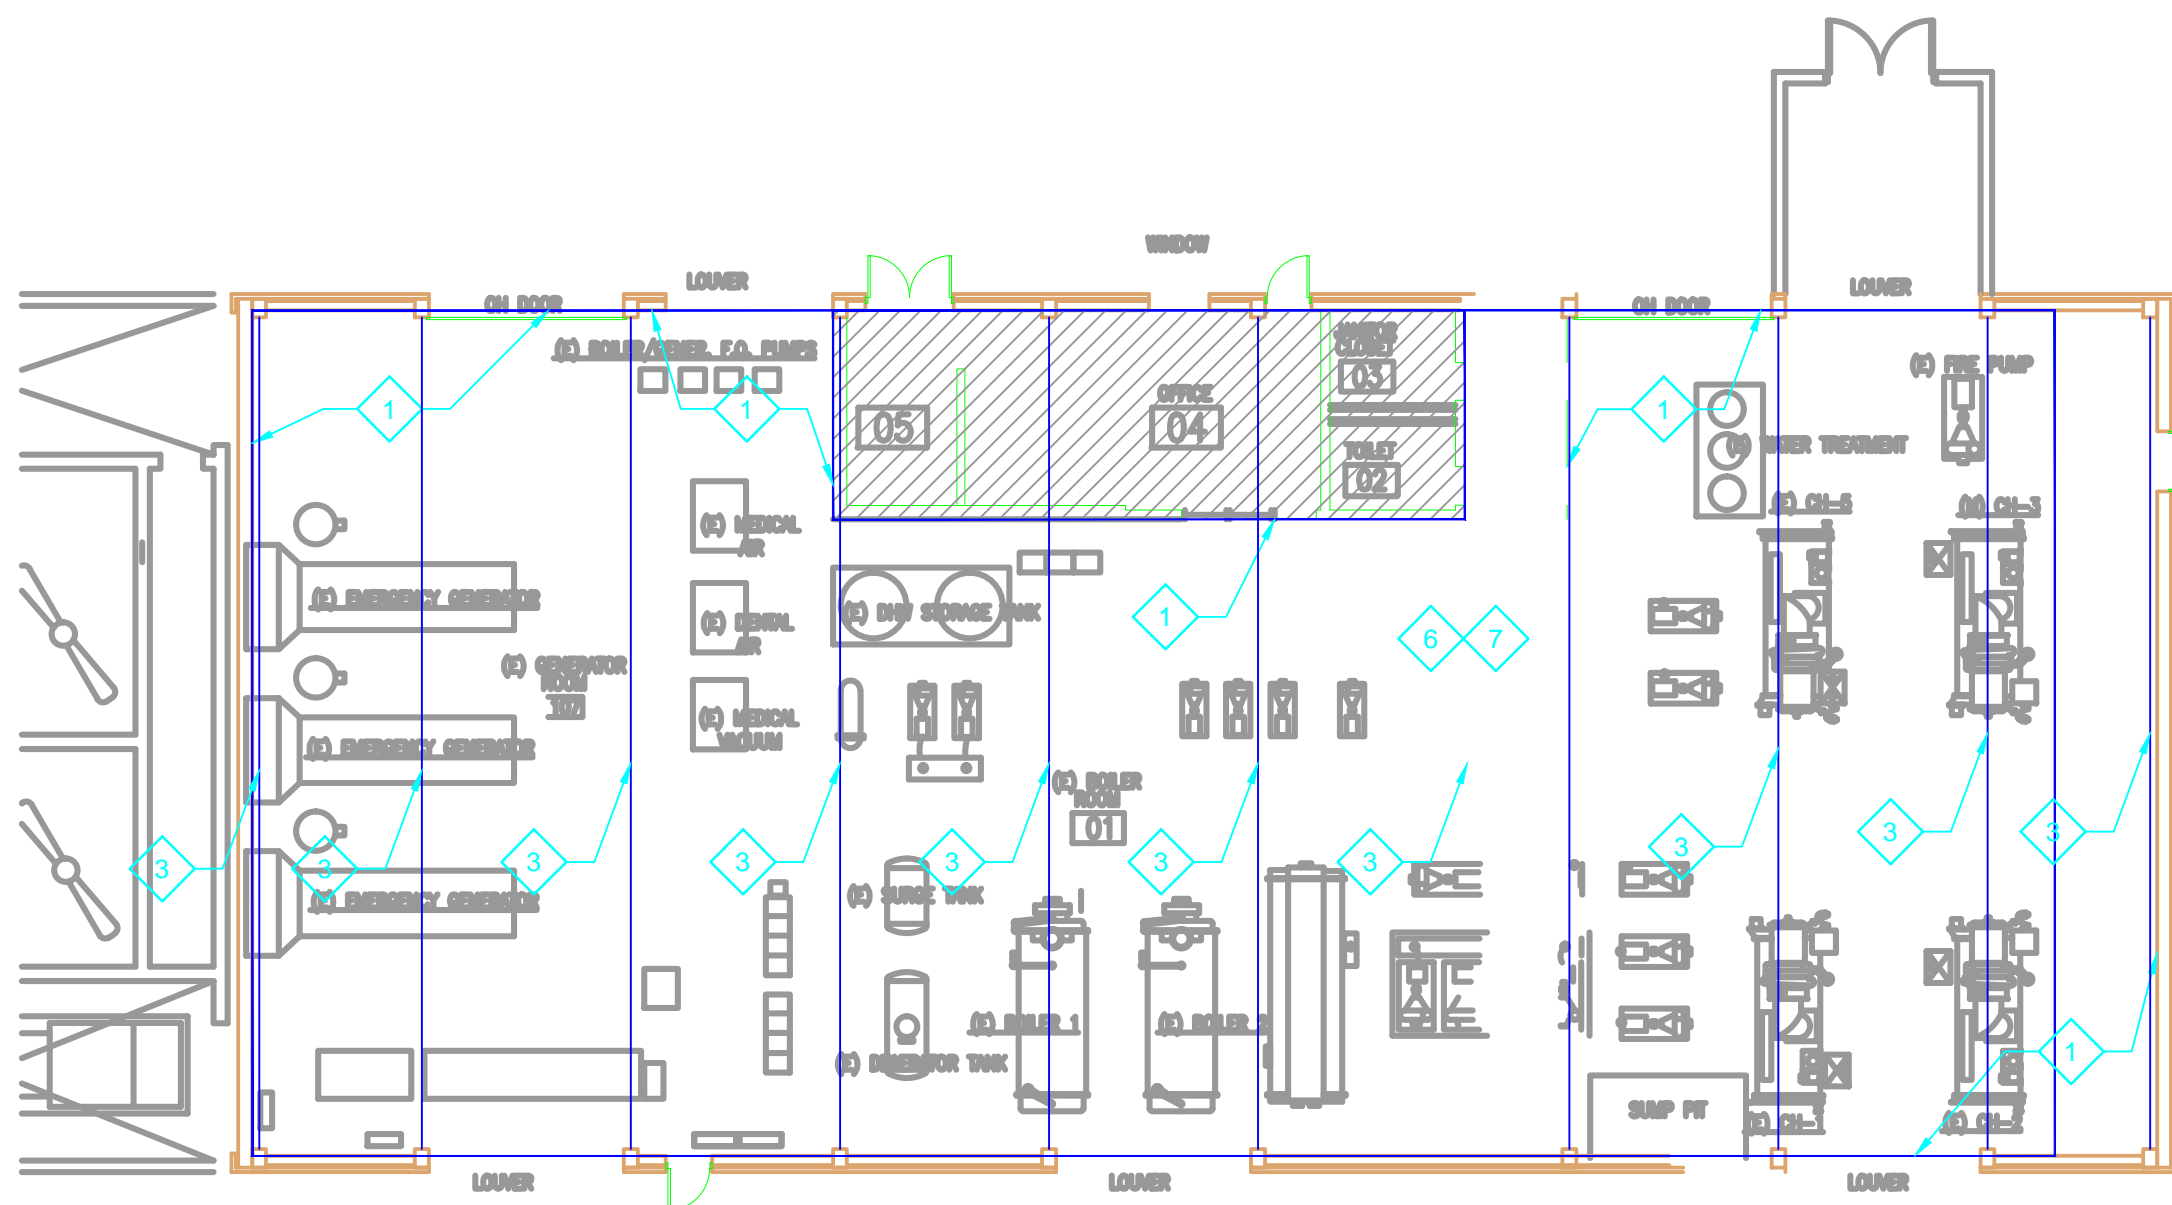 WINDOW
LOUVER
LOUVER
OH DOOR
OH DOOR
(E) BOILER/GENER. F.O. PUMPS
JANITOR
CLOSET
03
(E) FIRE PUMP
OFFICE
04
05
1
1
1
TOILET
02
(E) WATER TREATMENT
(E) CH-5
(N) CH-3
(E) MEDICAL
AIR
(E) EMERGENCY GENERATOR
(E) DENTAL
AIR
(E) DHW STORAGE TANK
1
6
7
(E) GENERATOR
ROOM
107
(E) MEDICAL
VACUUM
(E) EMERGENCY GENERATOR
(E) BOILER
ROOM
01
3
3
3
3
3
3
3
3
3
3
(E) EMERGENCY GENERATOR
(E) SURGE TANK
(E) BOILER 1
(E) BOILER 2
1
(E) DEAERATOR TANK
SUMP PIT
(E) CH-1
(E) CH-2
LOUVER
LOUVER
LOUVER